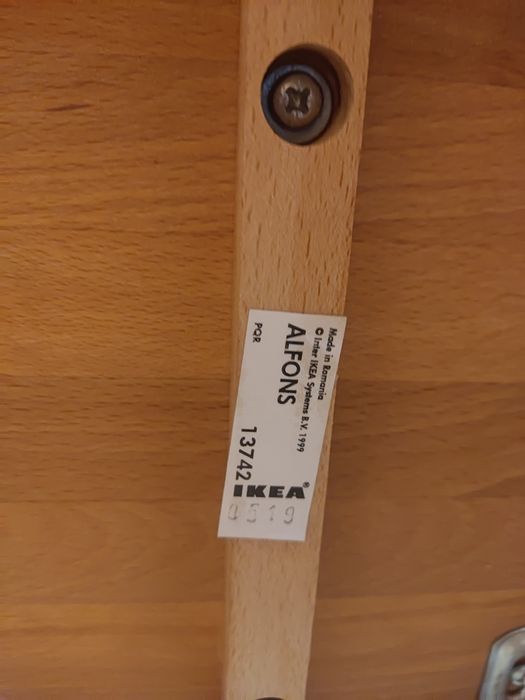 Made in Romania
© Inter IKEA Systems B.V. 1999
ALFONS
PQR
13742
IKEA®
0519